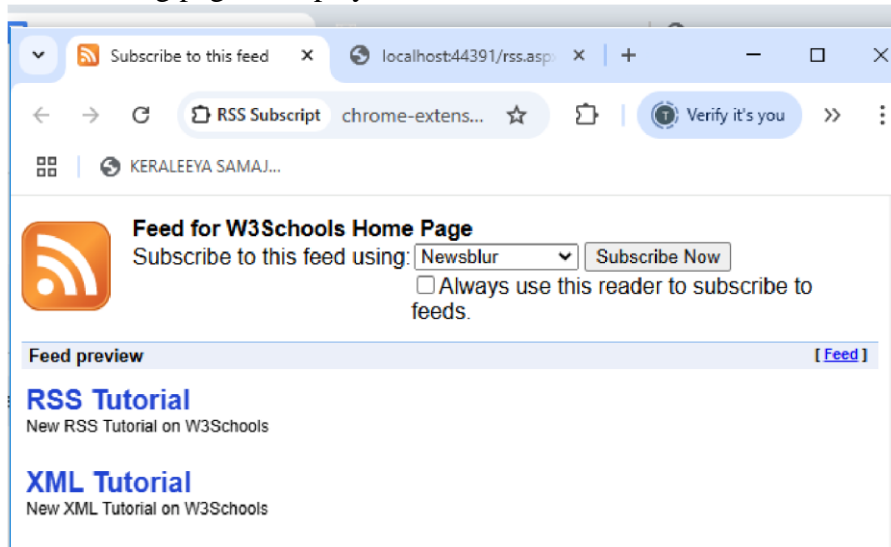 Subscribe to this feed
localhost:44391/rss.asp
RSS Subscript chrome-extens... Verify it's you
KERALEEYA SAMAJ...
Feed for W3Schools Home Page
Subscribe to this feed using: Newsblur Subscribe Now
Always use this reader to subscribe to
feeds.
Feed preview [ Feed ]
RSS Tutorial
New RSS Tutorial on W3Schools
XML Tutorial
New XML Tutorial on W3Schools